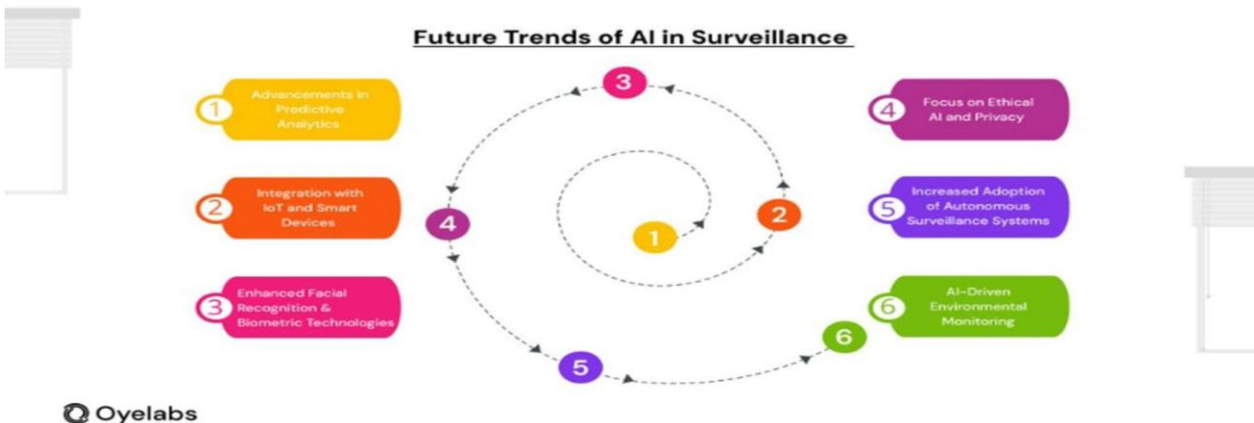 Future Trends of AI in Surveillance
1
Advancements in
Predictive
Analytics
2
Integration with
IoT and Smart
Devices
3
Enhanced Facial
Recognition &
Biometric Technologies
3
4
2
1
5
6
4
Focus on Ethical
AI and Privacy
5
Increased Adoption
of Autonomous
Surveillance Systems
6
AI-Driven
Environmental
Monitoring
Oyelabs